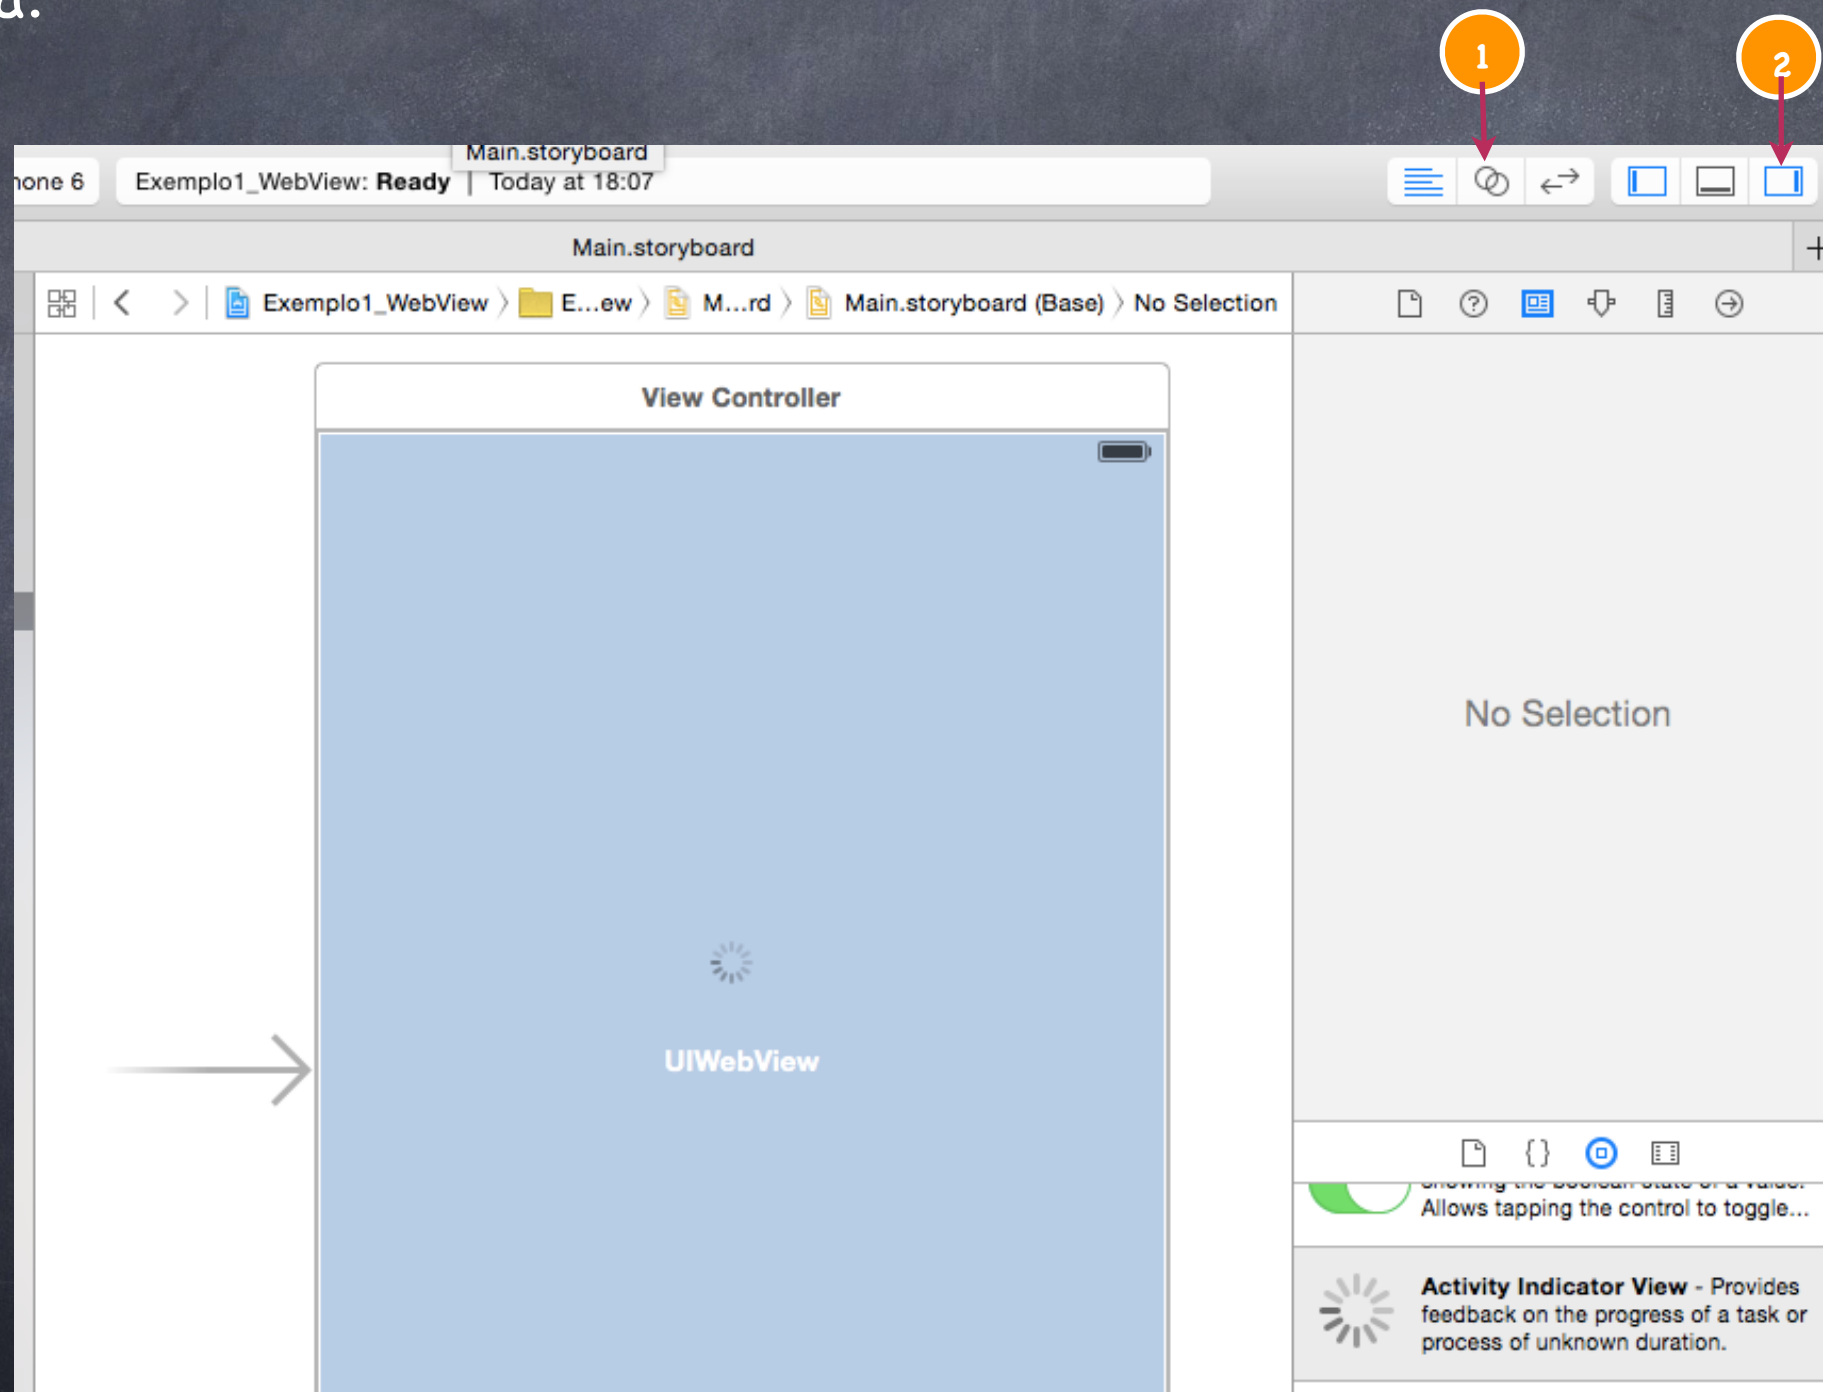 1
2
Main.storyboard
Exemplo1_WebView: Ready | Today at 18:07
Main.storyboard
Exemplo1_WebView 〉 E...ew 〉 M...rd 〉 Main.storyboard (Base) 〉 No Selection
View Controller
No Selection
UIWebView
Allows tapping the control to toggle...
Activity Indicator View - Provides
feedback on the progress of a task or
process of unknown duration.